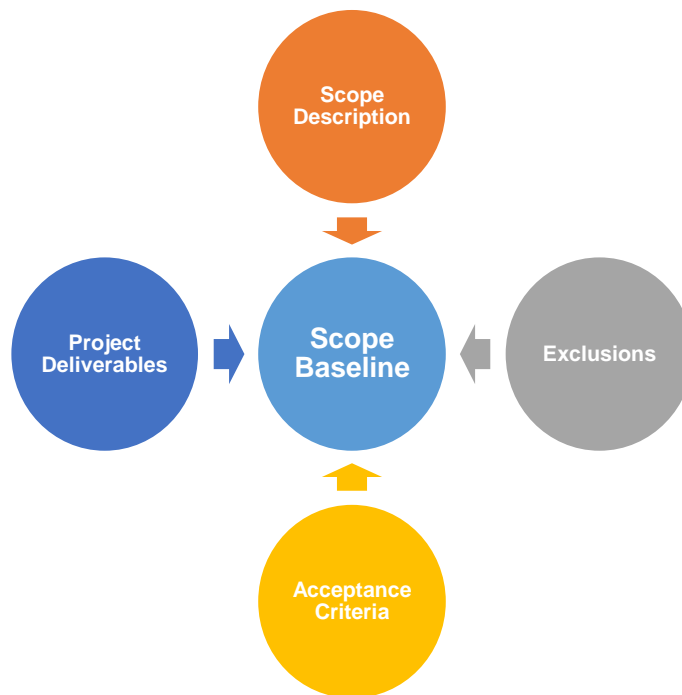 Scope
Description
Project
Deliverables
Scope
Baseline
Exclusions
Acceptance
Criteria